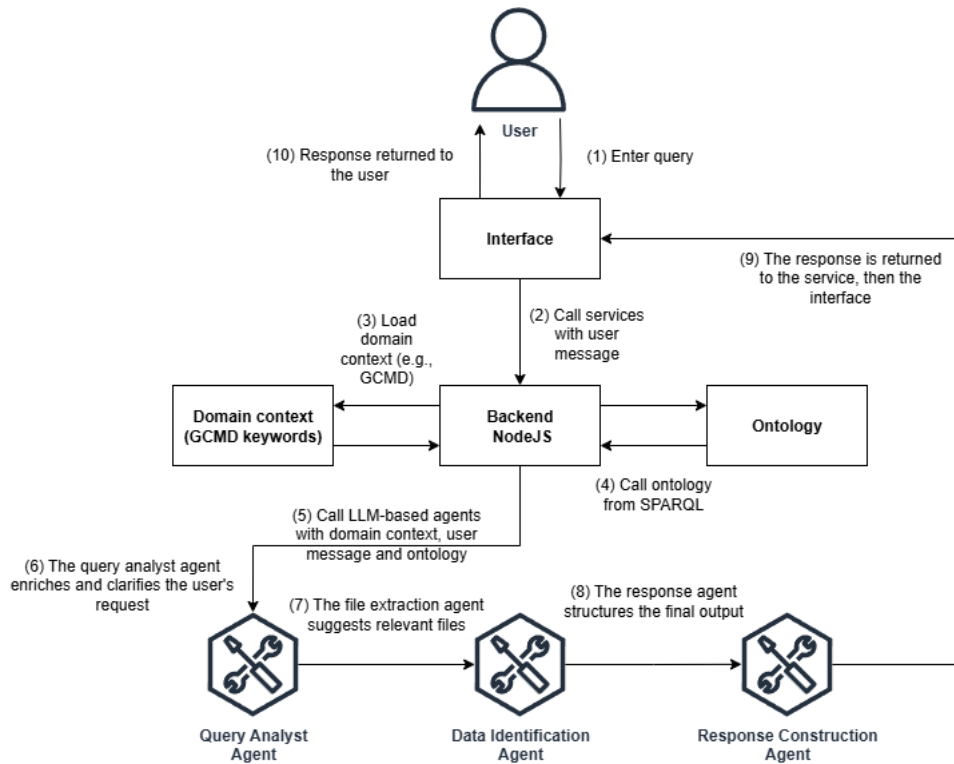 User
(10) Response returned to
the user
(1) Enter query
Interface
(9) The response is returned
to the service, then the
interface
(2) Call services
with user
message
(3) Load
domain
context (e.g.,
GCMD)
Domain context
(GCMD keywords)
Backend
NodeJS
Ontology
(4) Call ontology
from SPARQL
(5) Call LLM-based agents
with domain context, user
message and ontology
(6) The query analyst agent
enriches and clarifies the user's
request
(7) The file extraction agent
suggests relevant files
(8) The response agent
structures the final output
Query Analyst
Agent
Data Identification
Agent
Response Construction
Agent